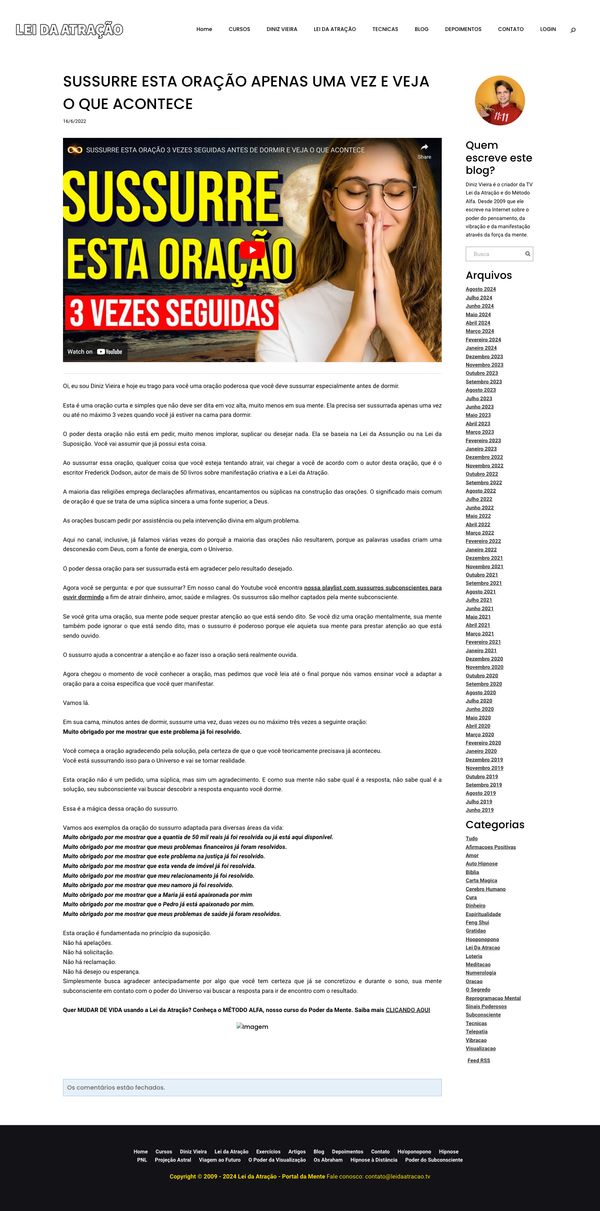 LEI DA ATRAÇÃO
Home CURSOS DINIZ VIEIRA LEI DA ATRAÇÃO TECNICAS BLOG DEPOIMENTOS CONTATO LOGIN
SUSSURRE ESTA ORAÇÃO APENAS UMA VEZ E VEJA
O QUE ACONTECE
16/6/2022
SUSSURRE ESTA ORAÇÃO 3 VEZES SEGUIDAS ANTES DE DORMIR E VEJA O QUE ACONTECE
Share
SUSSURRE
ESTA ORAÇÃO
3 VEZES SEGUIDAS
Watch on YouTube
Oi, eu sou Diniz Vieira e hoje eu trago para você uma oração poderosa que você deve sussurrar especialmente antes de dormir.
Esta é uma oração curta e simples que não deve ser dita em voz alta, muito menos em sua mente. Ela precisa ser sussurrada apenas uma vez
ou até no máximo 3 vezes quando você já estiver na cama para dormir.
O poder desta oração não está em pedir, muito menos implorar, suplicar ou desejar nada. Ela se baseia na Lei da Assunção ou na Lei da
Suposição. Você vai assumir que já possui esta coisa.
Ao sussurrar essa oração, qualquer coisa que você esteja tentando atrair, vai chegar a você de acordo com o autor desta oração, que é o
escritor Frederick Dodson, autor de mais de 50 livros sobre manifestação criativa e a Lei da Atração.
A maioria das religiões emprega declarações afirmativas, encantamentos ou súplicas na construção das orações. O significado mais comum
de oração é que se trata de uma súplica sincera a uma fonte superior, a Deus.
As orações buscam pedir por assistência ou pela intervenção divina em algum problema.
Aqui no canal, inclusive, já falamos várias vezes do porquê a maioria das orações não resultarem, porque as palavras usadas criam uma
desconexão com Deus, com a fonte de energia, com o Universo.
O poder dessa oração para ser sussurrada está em agradecer pelo resultado desejado.
Agora você se pergunta: e por que sussurrar? Em nosso canal do Youtube você encontra nossa playlist com sussurros subconscientes para
ouvir dormindo a fim de atrair dinheiro, amor, saúde e milagres. Os sussurros são melhor captados pela mente subconsciente.
Se você grita uma oração, sua mente pode sequer prestar atenção ao que está sendo dito. Se você diz uma oração mentalmente, sua mente
também pode ignorar o que está sendo dito, mas o sussurro é poderoso porque ele aquieta sua mente para prestar atenção ao que está
sendo ouvido.
O sussurro ajuda a concentrar a atenção e ao fazer isso a oração será realmente ouvida.
Agora chegou o momento de você conhecer a oração, mas pedimos que você leia até o final porque nós vamos ensinar você a adaptar a
oração para a coisa específica que você quer manifestar.
Vamos lá.
Em sua cama, minutos antes de dormir, sussurre uma vez, duas vezes ou no máximo três vezes a seguinte oração:
Muito obrigado por me mostrar que este problema já foi resolvido.
Você começa a oração agradecendo pela solução, pela certeza de que o que você teoricamente precisava já aconteceu.
Você está sussurrando isso para o Universo e vai se tornar realidade.
Esta oração não é um pedido, uma súplica, mas sim um agradecimento. E como sua mente não sabe qual é a resposta, não sabe qual é a
solução, seu subconsciente vai buscar descobrir a resposta enquanto você dorme.
Essa é a mágica dessa oração do sussurro.
Vamos aos exemplos da oração do sussurro adaptada para diversas áreas da vida:
Muito obrigado por me mostrar que a quantia de 50 mil reais já foi resolvida ou já está aqui disponível.
Muito obrigado por me mostrar que meus problemas financeiros já foram resolvidos.
Muito obrigado por me mostrar que este problema na justiça já foi resolvido.
Muito obrigado por me mostrar que esta venda de imóvel já foi resolvida.
Muito obrigado por me mostrar que meu relacionamento já foi resolvido.
Muito obrigado por me mostrar que meu namoro já foi resolvido.
Muito obrigado por me mostrar que a Maria já está apaixonada por mim
Muito obrigado por me mostrar que o Pedro já está apaixonado por mim.
Muito obrigado por me mostrar que meus problemas de saúde já foram resolvidos.
Esta oração é fundamentada no princípio da suposição.
Não há apelações.
Não há solicitação.
Não há reclamação.
Não há desejo ou esperança.
Simplesmente busca agradecer antecipadamente por algo que você tem certeza que já se concretizou e durante o sono, sua mente
subconsciente em contato com o poder do Universo vai buscar a resposta para ir de encontro com o resultado.
Quer MUDAR DE VIDA usando a Lei da Atração? Conheça o MÉTODO ALFA, nosso curso do Poder da Mente. Saiba mais CLICANDO AQUI
Imagem
Os comentários estão fechados.
11:11
Quem
escreve este
blog?
Diniz Vieira é o criador da TV
Lei da Atração e do Método
Alfa. Desde 2009 que ele
escreve na Internet sobre o
poder do pensamento, da
vibração e da manifestação
através da força da mente.
Busca
Arquivos
Agosto 2024
Julho 2024
Junho 2024
Maio 2024
Abril 2024
Março 2024
Fevereiro 2024
Janeiro 2024
Dezembro 2023
Novembro 2023
Outubro 2023
Setembro 2023
Agosto 2023
Julho 2023
Junho 2023
Maio 2023
Abril 2023
Março 2023
Fevereiro 2023
Janeiro 2023
Dezembro 2022
Novembro 2022
Outubro 2022
Setembro 2022
Agosto 2022
Julho 2022
Junho 2022
Maio 2022
Abril 2022
Março 2022
Fevereiro 2022
Janeiro 2022
Dezembro 2021
Novembro 2021
Outubro 2021
Setembro 2021
Agosto 2021
Julho 2021
Junho 2021
Maio 2021
Abril 2021
Março 2021
Fevereiro 2021
Janeiro 2021
Dezembro 2020
Novembro 2020
Outubro 2020
Setembro 2020
Agosto 2020
Julho 2020
Junho 2020
Maio 2020
Abril 2020
Março 2020
Fevereiro 2020
Janeiro 2020
Dezembro 2019
Novembro 2019
Outubro 2019
Setembro 2019
Agosto 2019
Julho 2019
Junho 2019
Categorias
Tudo
Afirmacoes Positivas
Amor
Auto Hipnose
Biblia
Carta Magica
Cerebro Humano
Cura
Dinheiro
Espiritualidade
Feng Shui
Gratidao
Hooponopono
Lei Da Atracao
Loteria
Meditacao
Numerologia
Oracao
O Segredo
Reprogramacao Mental
Sinais Poderosos
Subconsciente
Tecnicas
Telepatia
Vibracao
Visualizacao
Feed RSS
Home Cursos Diniz Vieira Lei da Atração Exercícios Artigos Blog Depoimentos Contato Ho'oponopono Hipnose
PNL Projeção Astral Viagem ao Futuro O Poder da Visualização Os Abraham Hipnose à Distância Poder do Subconsciente
Copyright © 2009 - 2024 Lei da Atração - Portal da Mente Fale conosco: contato@leidaatracao.tv